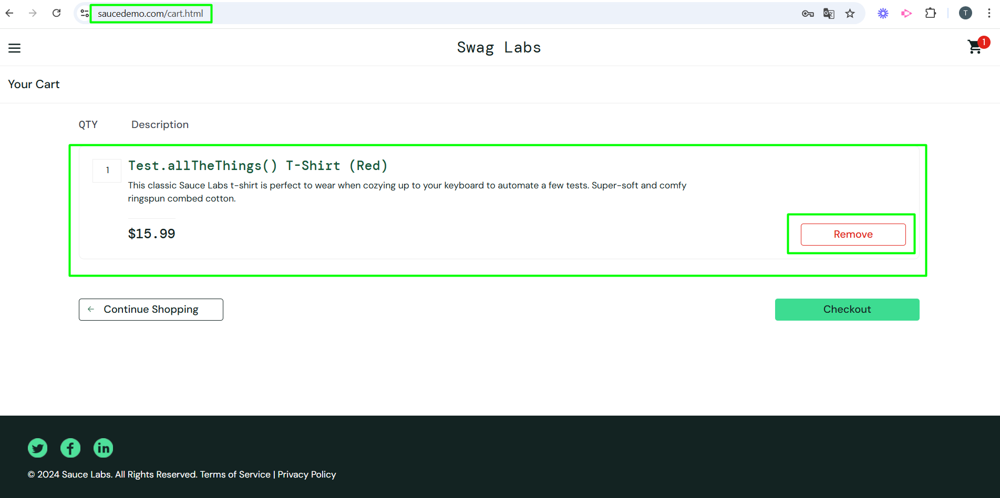 saucedemo.com/cart.html
T
Swag Labs
1
Your Cart
QTY Description
1
Test.allTheThings() T-Shirt (Red)
This classic Sauce Labs t-shirt is perfect to wear when cozying up to your keyboard to automate a few tests. Super-soft and comfy
ringspun combed cotton.
$15.99
Remove
Continue Shopping
Checkout
© 2024 Sauce Labs. All Rights Reserved. Terms of Service | Privacy Policy